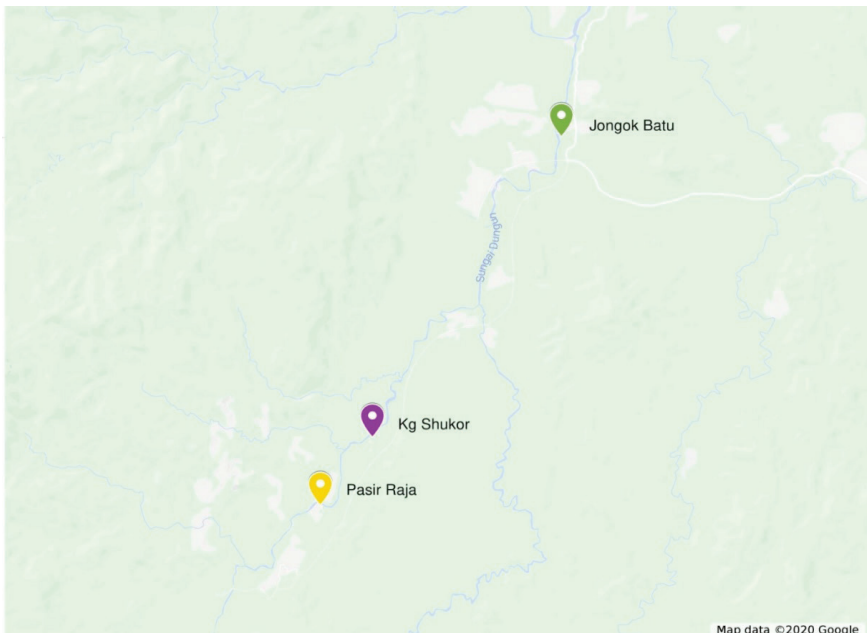 Jongok Batu
Sungai Dungun
Kg Shukor
Pasir Raja
Map data ©2020 Google